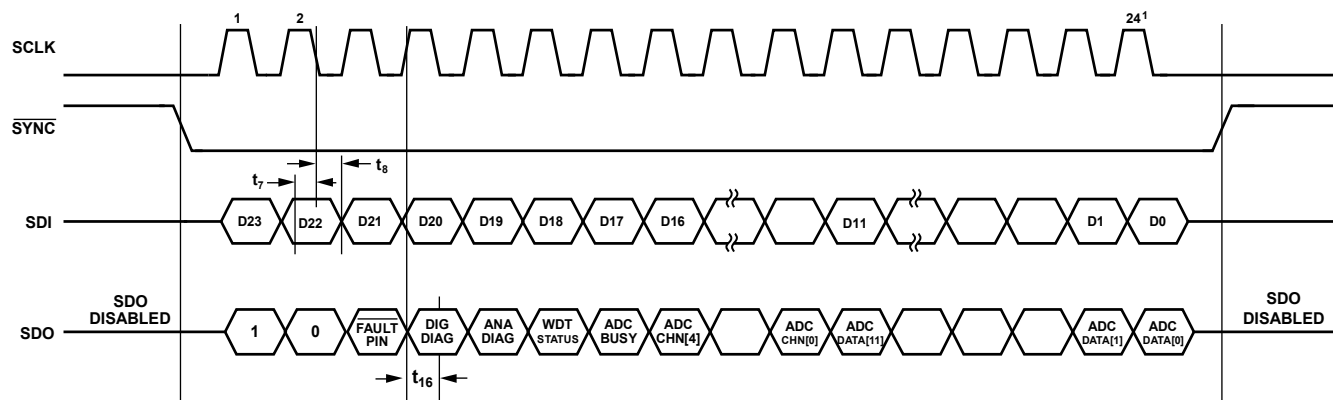 1 2 24¹
SCLK
SYNC
t₇ t₈
SDI D23 D22 D21 D20 D19 D18 D17 D16 D11 D1 D0
SDO
DISABLED
SDO
DISABLED
SDO 1 0 FAULT PIN DIG DIAG ANA DIAG WDT STATUS ADC BUSY ADC CHN[4] ADC CHN[0] ADC DATA[11] ADC DATA[1] ADC DATA[0]
t₁₆